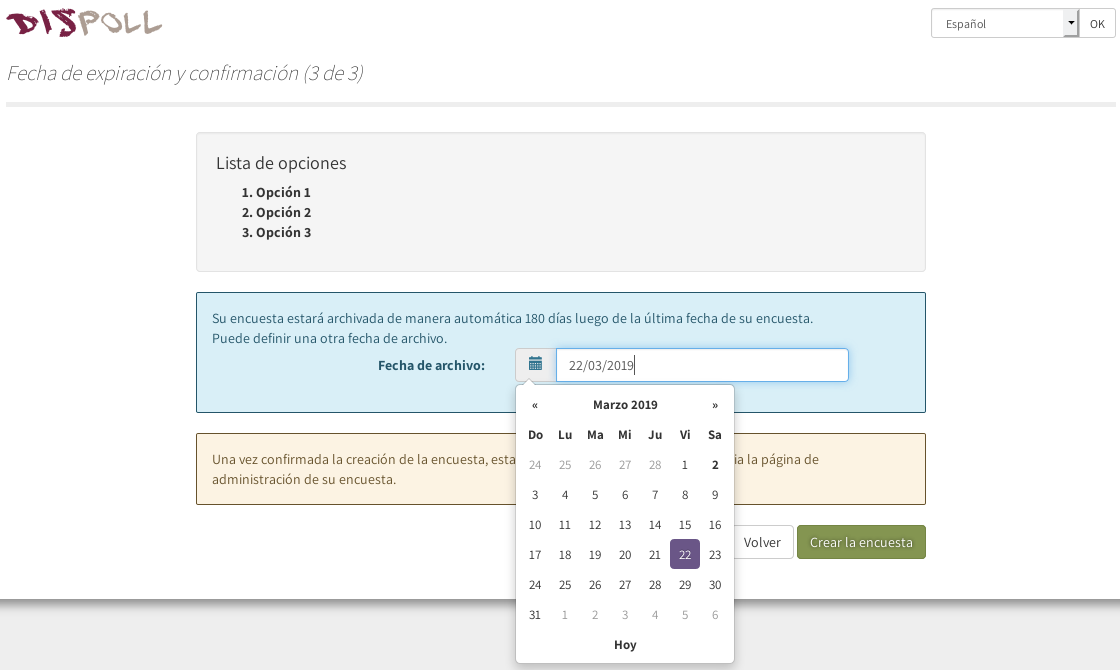 DISPOLL
Español
OK
Fecha de expiración y confirmación (3 de 3)
Lista de opciones
1. Opción 1
2. Opción 2
3. Opción 3
Su encuesta estará archivada de manera automática 180 días luego de la última fecha de su encuesta.
Puede definir una otra fecha de archivo.
Fecha de archivo:
22/03/2019
« Marzo 2019 »
Do Lu Ma Mi Ju Vi Sa
24 25 26 27 28 1 2
3 4 5 6 7 8 9
10 11 12 13 14 15 16
17 18 19 20 21 22 23
24 25 26 27 28 29 30
31 1 2 3 4 5 6
Hoy
Una vez confirmada la creación de la encuesta, esta
la página de
administración de su encuesta.
Volver
Crear la encuesta